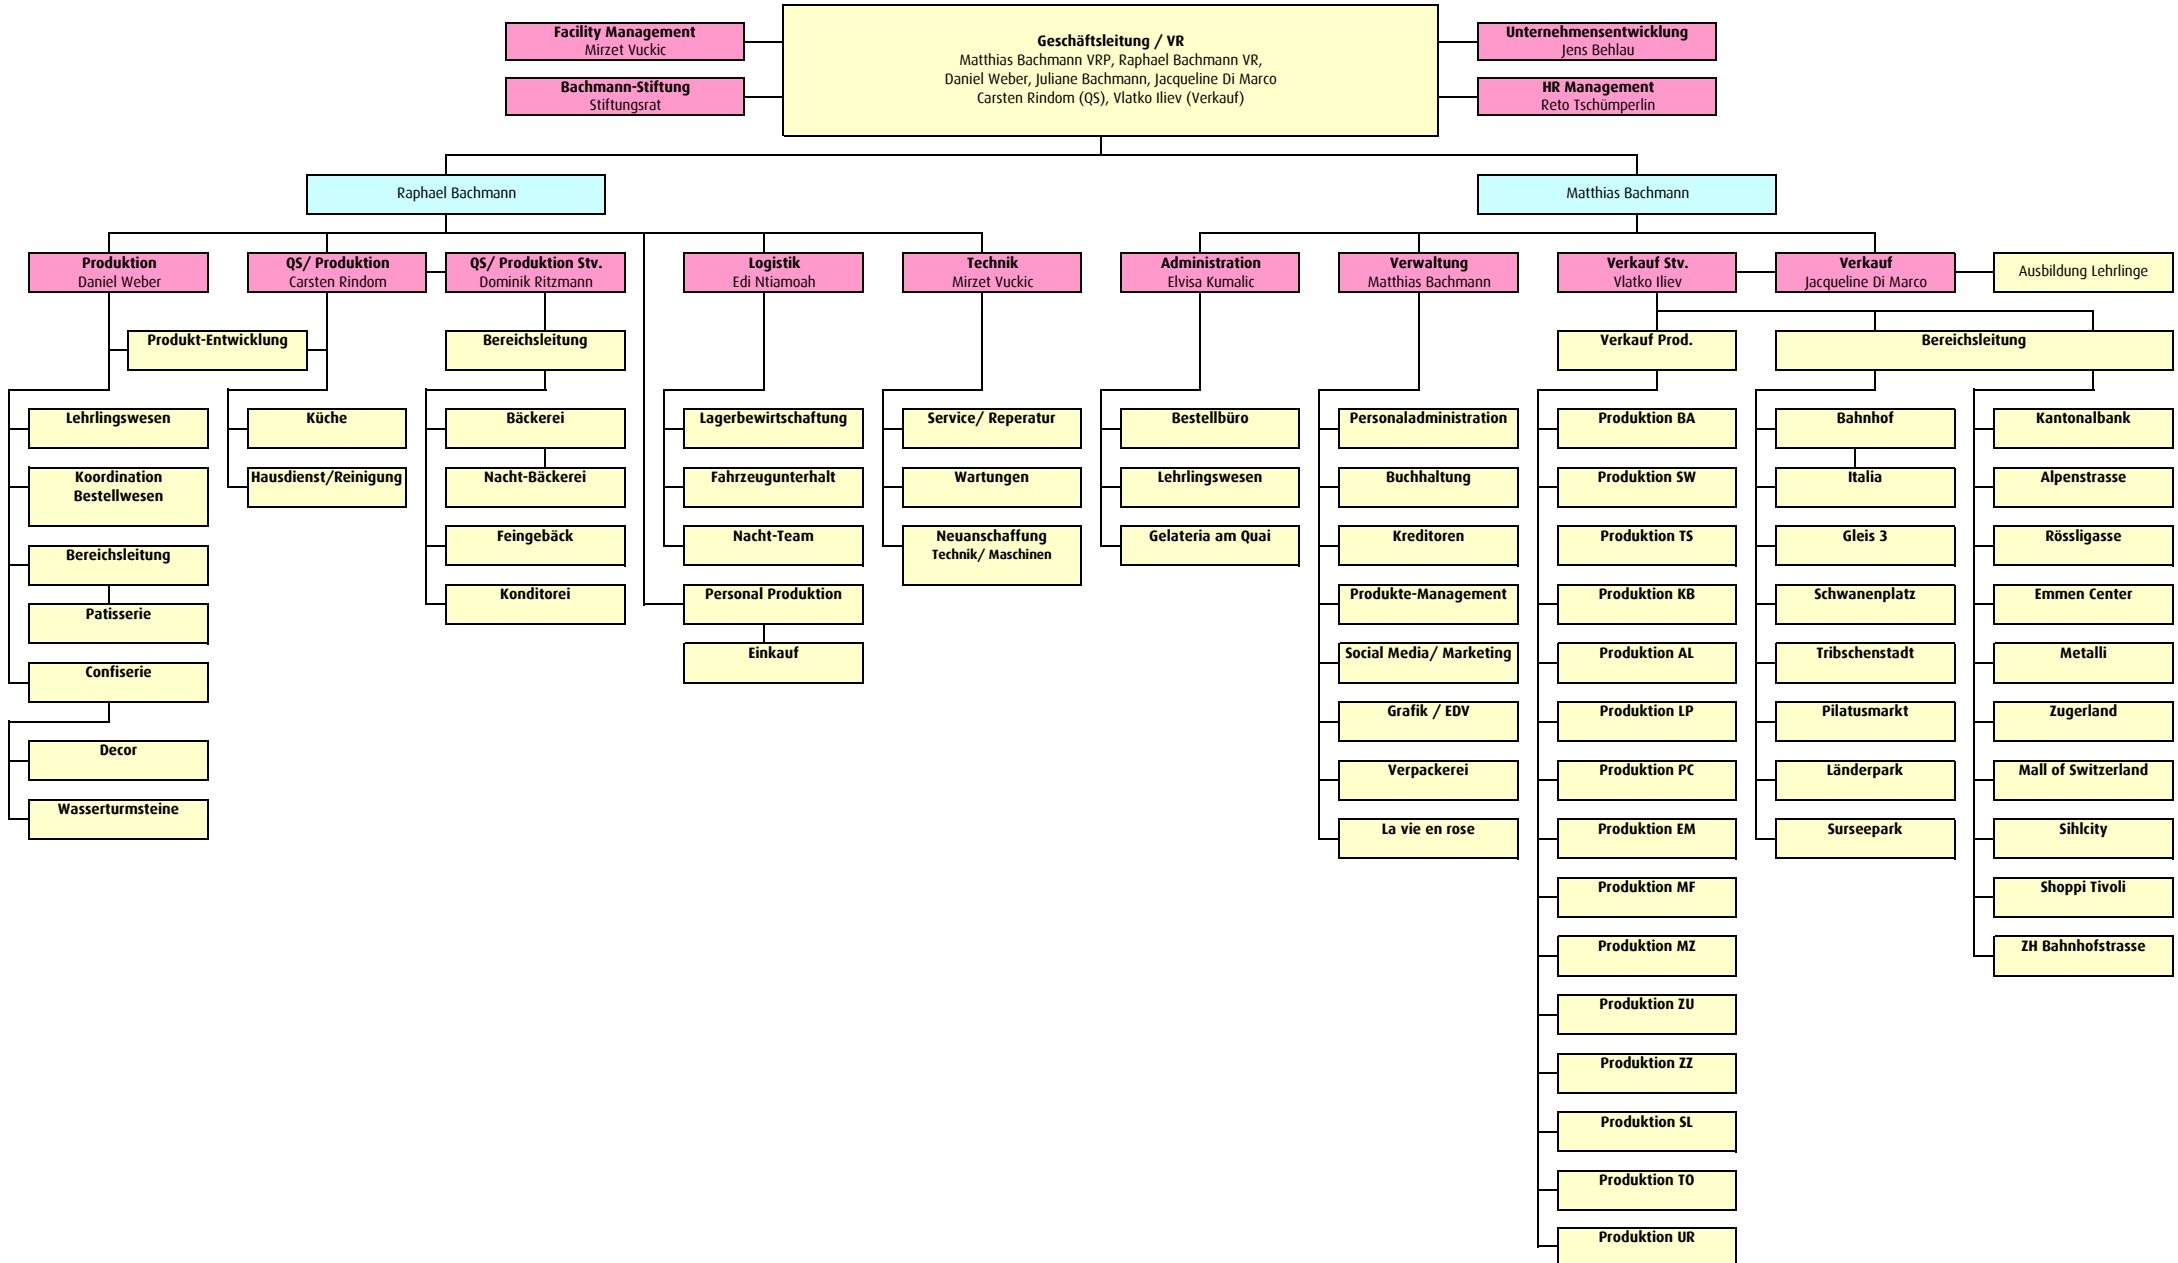 Facility Management
Mirzet Vuckic
Bachmann-Stiftung
Stiftungsrat
Geschäftsleitung / VR
Matthias Bachmann VRP, Raphael Bachmann VR,
Daniel Weber, Juliane Bachmann, Jacqueline Di Marco
Carsten Rindom (QS), Vlatko Iliev (Verkauf)
Unternehmensentwicklung
Jens Behlau
HR Management
Reto Tschümperlin
Raphael Bachmann
Matthias Bachmann
Produktion
Daniel Weber
QS/ Produktion
Carsten Rindom
QS/ Produktion Stv.
Dominik Ritzmann
Logistik
Edi Ntiamoah
Technik
Mirzet Vuckic
Administration
Elvisa Kumalic
Verwaltung
Matthias Bachmann
Verkauf Stv.
Vlatko Iliev
Verkauf
Jacqueline Di Marco
Ausbildung Lehrlinge
Produkt-Entwicklung
Bereichsleitung
Verkauf Prod.
Bereichsleitung
Lehrlingswesen
Koordination
Bestellwesen
Bereichsleitung
Patisserie
Confiserie
Decor
Wasserturmsteine
Küche
Hausdienst/Reinigung
Bäckerei
Nacht-Bäckerei
Feingebäck
Konditorei
Lagerbewirtschaftung
Fahrzeugunterhalt
Nacht-Team
Personal Produktion
Einkauf
Service/ Reperatur
Wartungen
Neuanschaffung
Technik/ Maschinen
Bestellbüro
Lehrlingswesen
Gelateria am Quai
Personaladministration
Buchhaltung
Kreditoren
Produkte-Management
Social Media/ Marketing
Grafik / EDV
Verpackerei
La vie en rose
Produktion BA
Produktion SW
Produktion TS
Produktion KB
Produktion AL
Produktion LP
Produktion PC
Produktion EM
Produktion MF
Produktion MZ
Produktion ZU
Produktion ZZ
Produktion SL
Produktion TO
Produktion UR
Bahnhof
Italia
Gleis 3
Schwanenplatz
Tribschenstadt
Pilatusmarkt
Länderpark
Surseepark
Kantonalbank
Alpenstrasse
Rössligasse
Emmen Center
Metalli
Zugerland
Mall of Switzerland
Sihlcity
Shoppi Tivoli
ZH Bahnhofstrasse